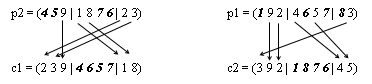 p2 = (4 5 9 | 1 8 7 6 | 2 3)
p1 = (1 9 2 | 4 6 5 7 | 8 3)
c1 = (2 3 9 | 4 6 5 7 | 1 8)
c2 = (3 9 2 | 1 8 7 6 | 4 5)